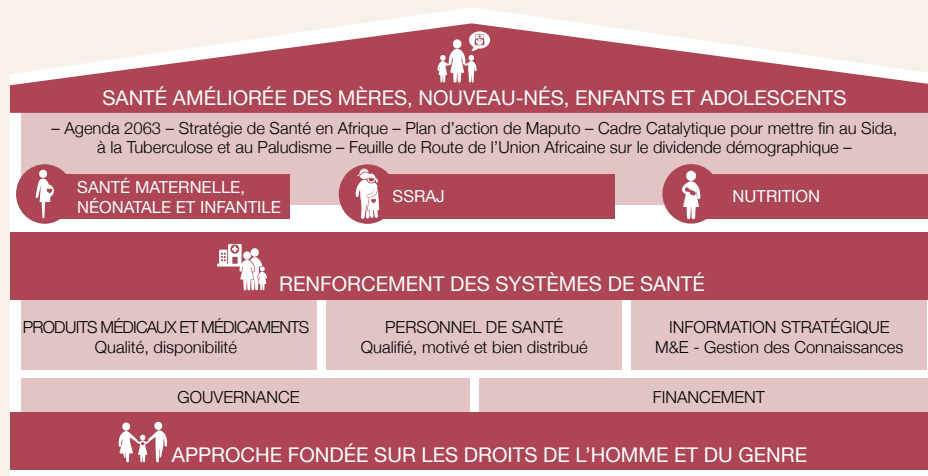 SANTÉ AMÉLIORÉE DES MÈRES, NOUVEAU-NÉS, ENFANTS ET ADOLESCENTS
– Agenda 2063 – Stratégie de Santé en Afrique – Plan d’action de Maputo – Cadre Catalytique pour mettre fin au Sida,
à la Tuberculose et au Paludisme – Feuille de Route de l’Union Africaine sur le dividende démographique –
SANTÉ MATERNELLE,
NÉONATALE ET INFANTILE
SSRAJ
NUTRITION
RENFORCEMENT DES SYSTÈMES DE SANTÉ
PRODUITS MÉDICAUX ET MÉDICAMENTS
Qualité, disponibilité
PERSONNEL DE SANTÉ
Qualifié, motivé et bien distribué
INFORMATION STRATÉGIQUE
M&E - Gestion des Connaissances
GOUVERNANCE
FINANCEMENT
APPROCHE FONDÉE SUR LES DROITS DE L’HOMME ET DU GENRE